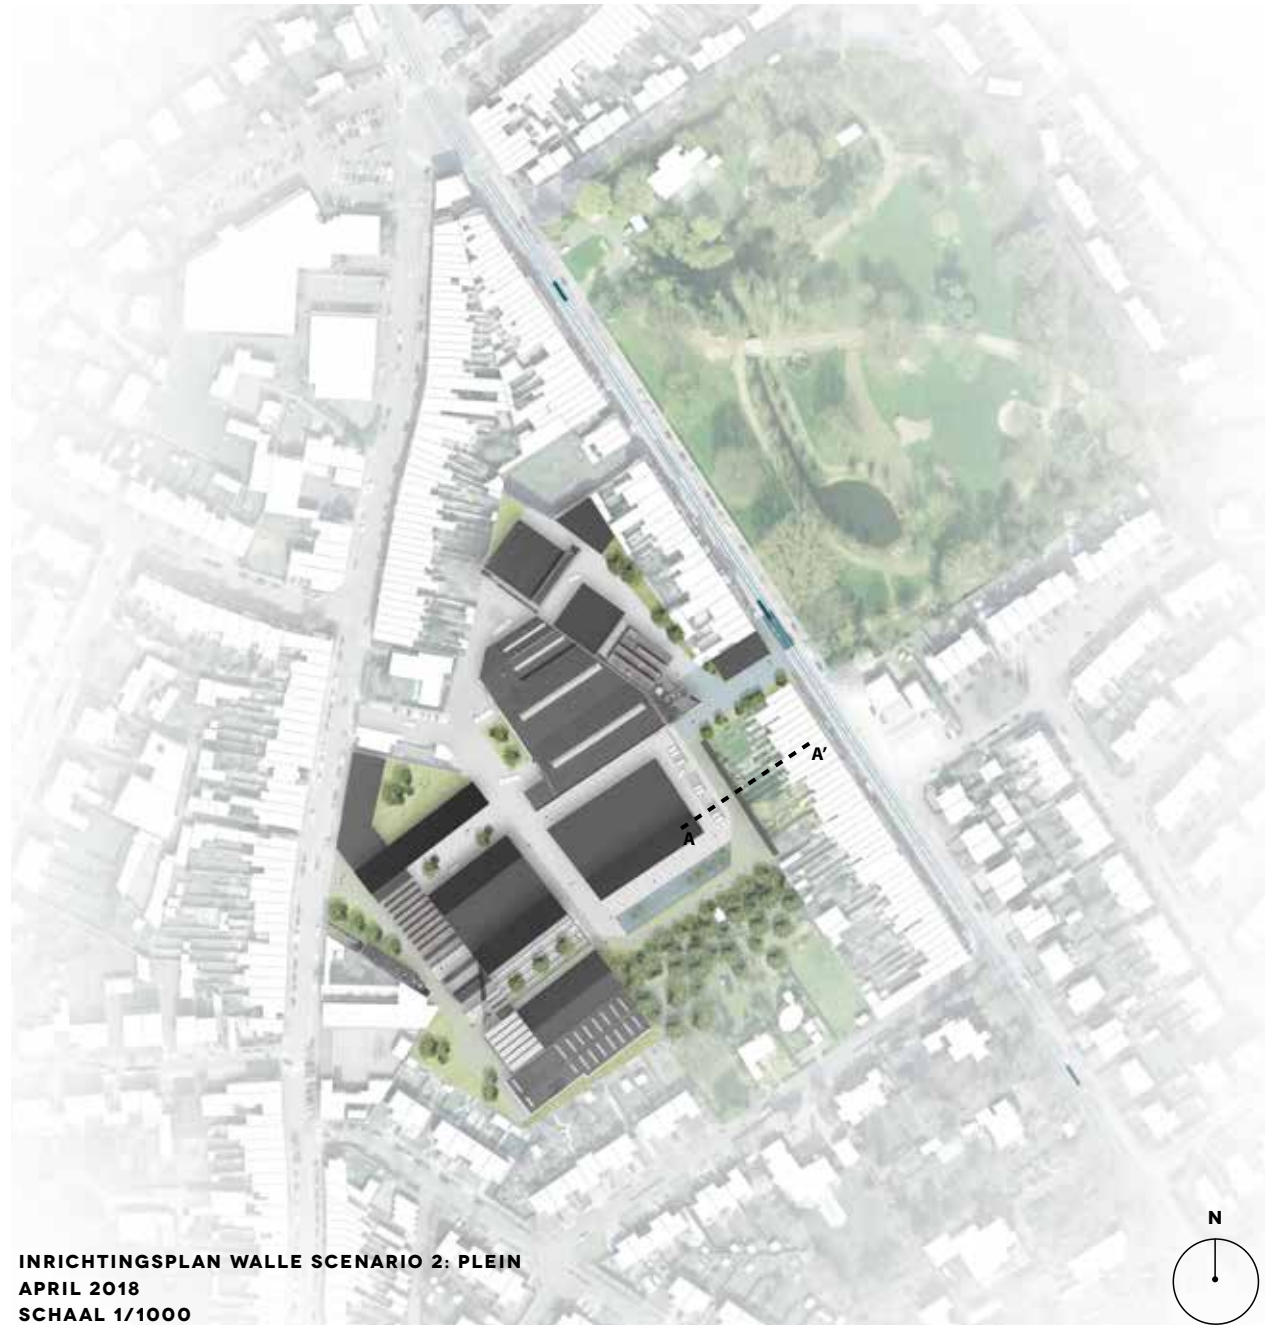 A'
A
N
INRICHTINGSPLAN WALLE SCENARIO 2: PLEIN
APRIL 2018
SCHAAL 1/1000